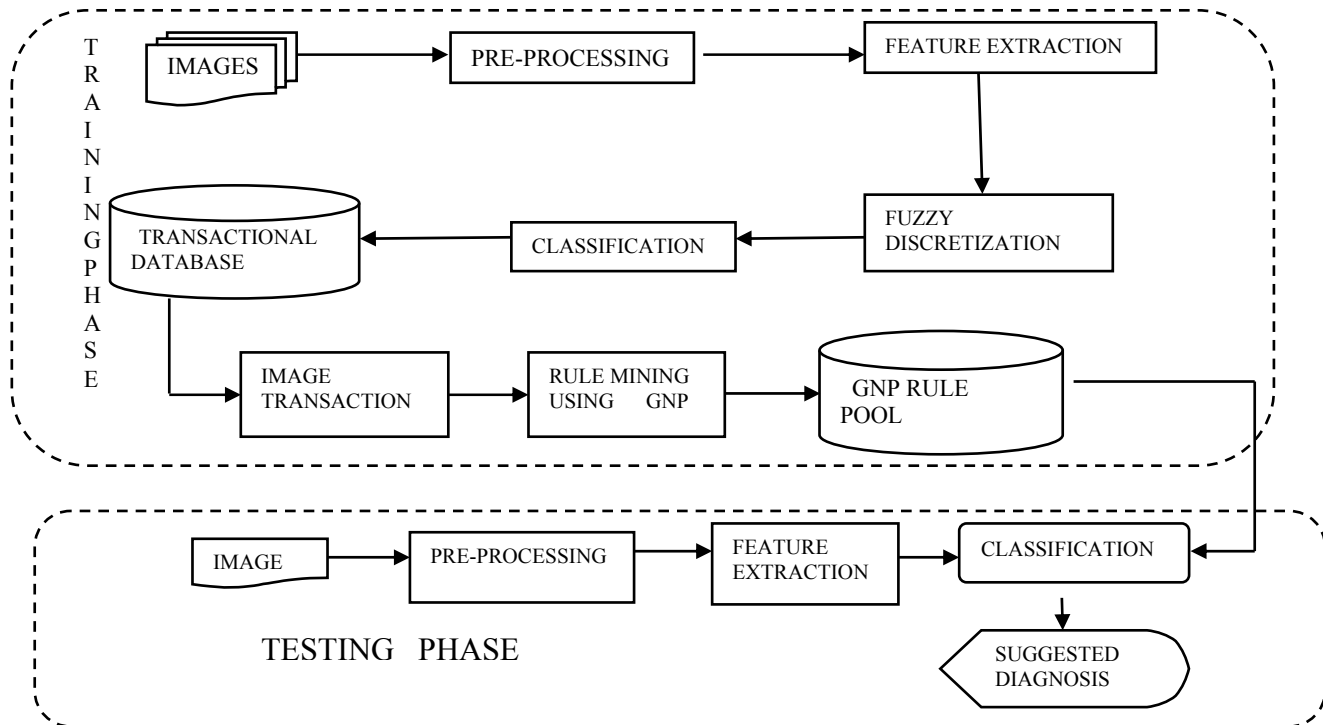 TRAININGPHASE
IMAGES
PRE-PROCESSING
FEATURE EXTRACTION
TRANSACTIONAL
DATABASE
CLASSIFICATION
FUZZY
DISCRETIZATION
IMAGE
TRANSACTION
RULE MINING
USING GNP
GNP RULE
POOL
IMAGE
PRE-PROCESSING
FEATURE
EXTRACTION
CLASSIFICATION
TESTING PHASE
SUGGESTED
DIAGNOSIS